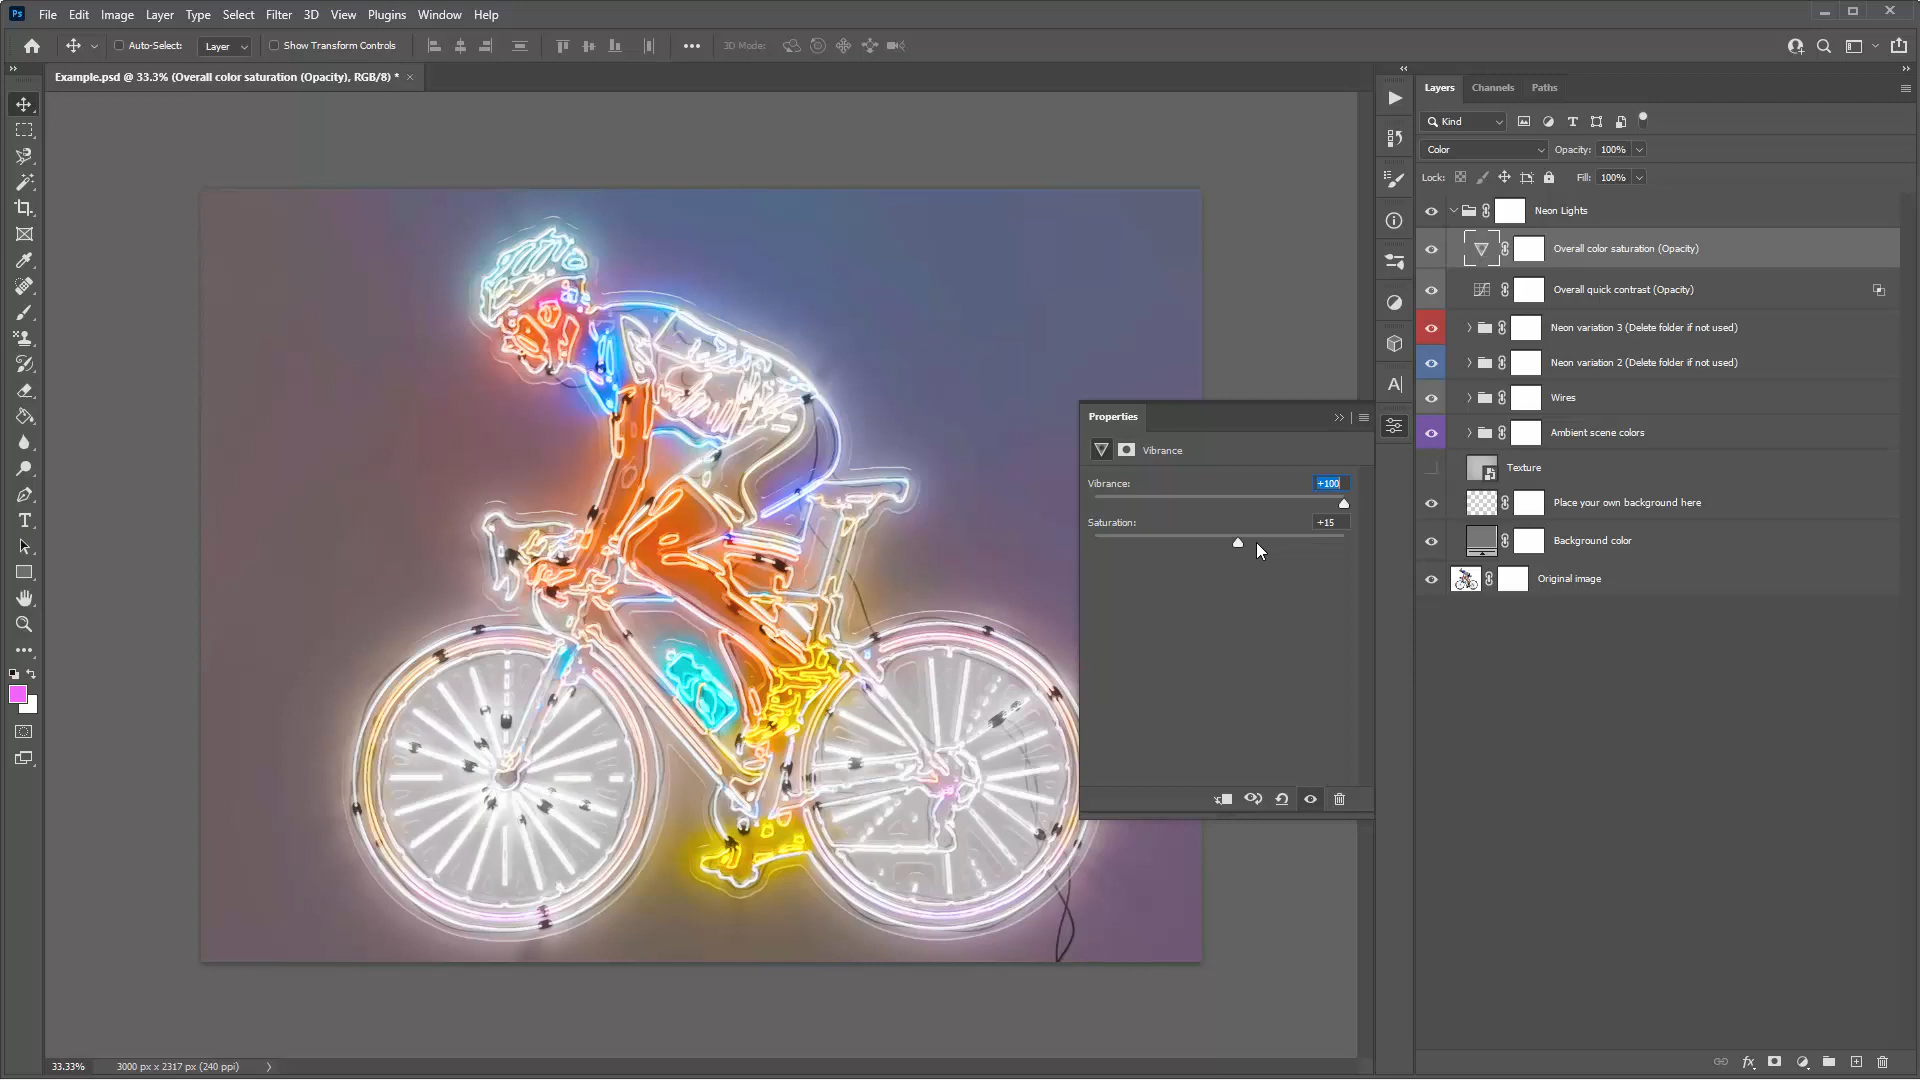 Ps File Edit Image Layer Type Select Filter 3D View Plugins Window Help
Auto-Select: Layer Show Transform Controls 3D Mode:
Example.psd @ 33.3% (Overall color saturation (Opacity), RGB/8) *
Layers Channels Paths
Kind
Color Opacity: 100%
Lock: Fill: 100%
Neon Lights
Overall color saturation (Opacity)
Overall quick contrast (Opacity)
Neon variation 3 (Delete folder if not used)
Neon variation 2 (Delete folder if not used)
Wires
Ambient scene colors
Texture
Place your own background here
Background color
Original image
Properties
Vibrance
Vibrance: +100
Saturation: +15
33.33% 3000 px x 2317 px (240 ppi)